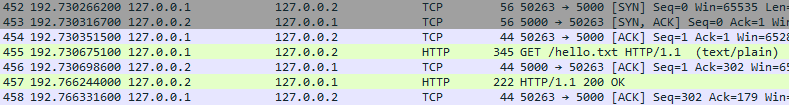 452 192.730266200 127.0.0.1 127.0.0.2 TCP 56 50263 → 5000 [SYN] Seq=0 Win=65535 Len=
453 192.730316700 127.0.0.2 127.0.0.1 TCP 56 5000 → 50263 [SYN, ACK] Seq=0 Ack=1 Win=
454 192.730351500 127.0.0.1 127.0.0.2 TCP 44 50263 → 5000 [ACK] Seq=1 Ack=1 Win=6528
455 192.730675100 127.0.0.1 127.0.0.2 HTTP 345 GET /hello.txt HTTP/1.1 (text/plain)
456 192.730698600 127.0.0.2 127.0.0.1 TCP 44 5000 → 50263 [ACK] Seq=1 Ack=302 Win=65
457 192.766244000 127.0.0.2 127.0.0.1 HTTP 222 HTTP/1.1 200 OK
458 192.766331600 127.0.0.1 127.0.0.2 TCP 44 50263 → 5000 [ACK] Seq=302 Ack=179 Win=